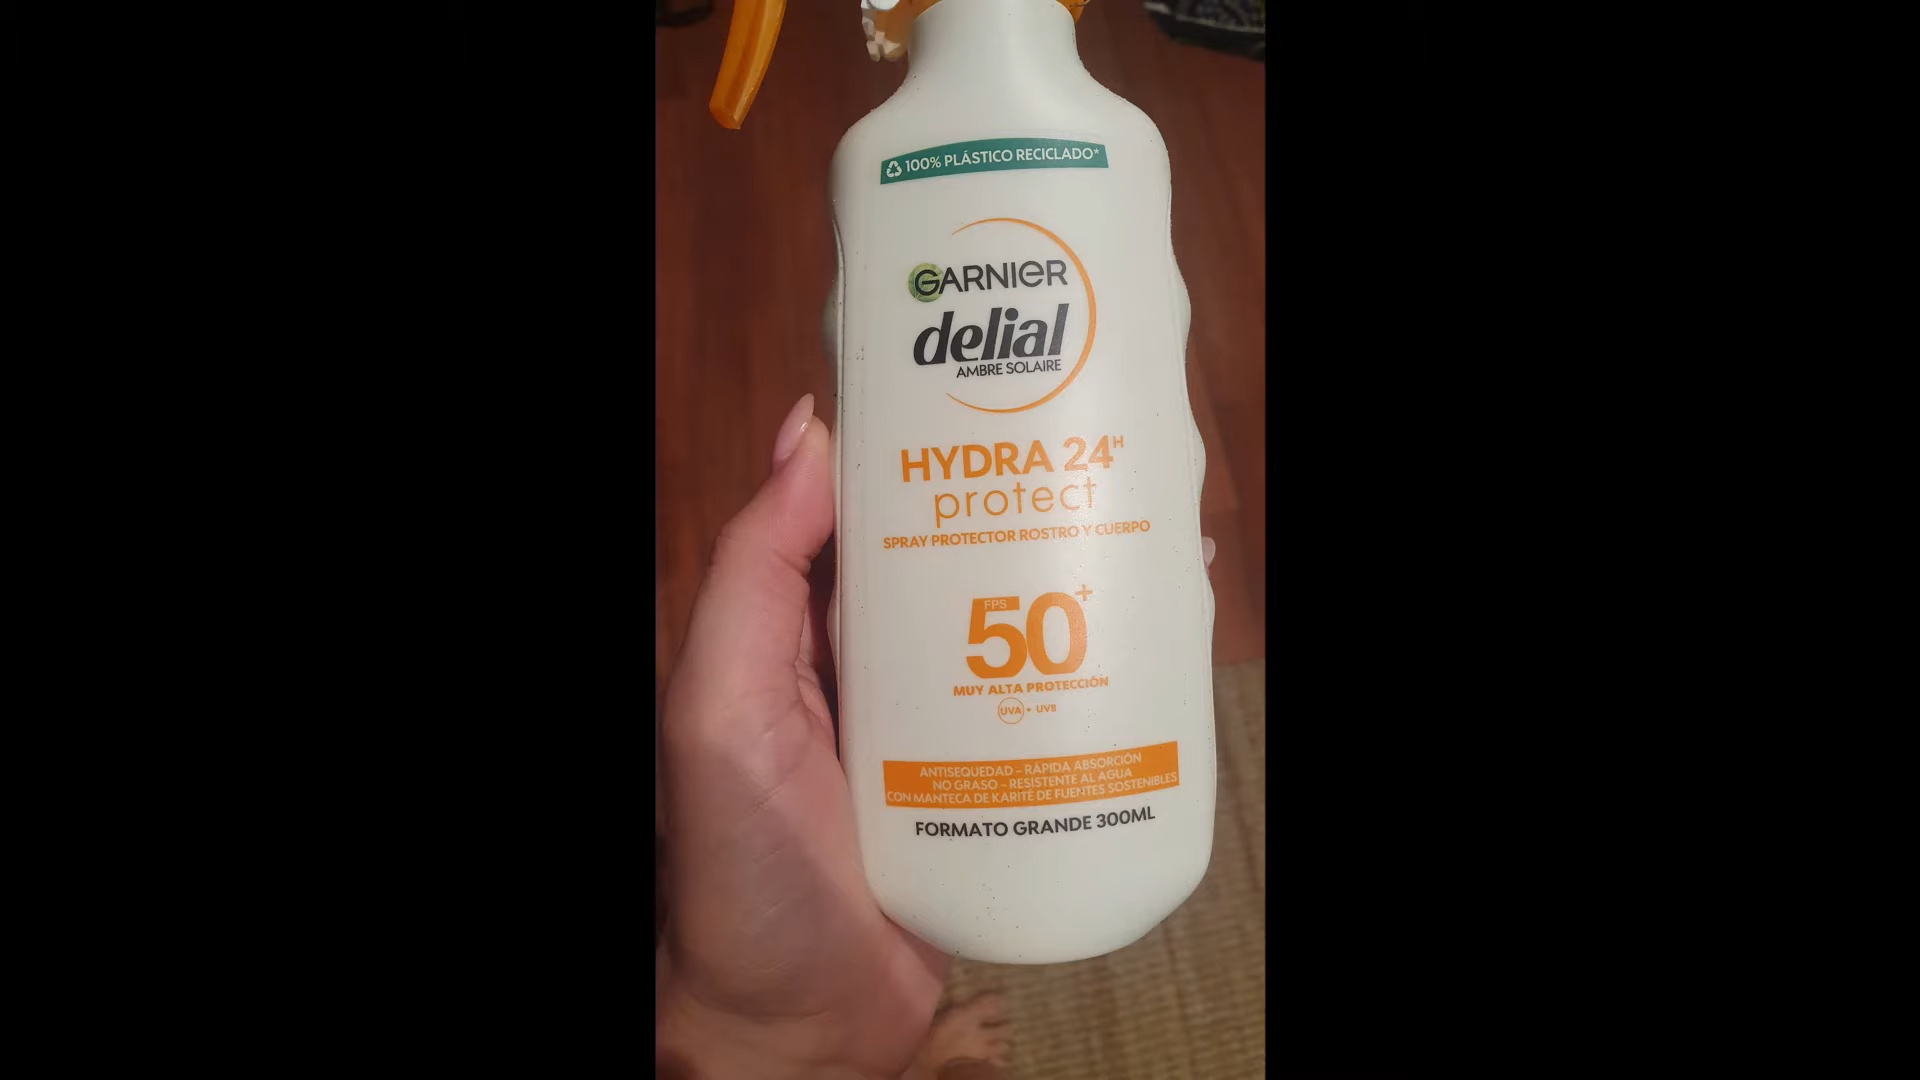 100% PLÁSTICO RECICLADO*
GARNIER
delial
AMBRE SOLAIRE
HYDRA 24H
protect
SPRAY PROTECTOR ROSTRO Y CUERPO
FPS
50+
MUY ALTA PROTECCIÓN
UVA + UVB
ANTISEQUEDAD – RÁPIDA ABSORCIÓN
NO GRASO – RESISTENTE AL AGUA
CON MANTECA DE KARITÉ DE FUENTES SOSTENIBLES
FORMATO GRANDE 300ML